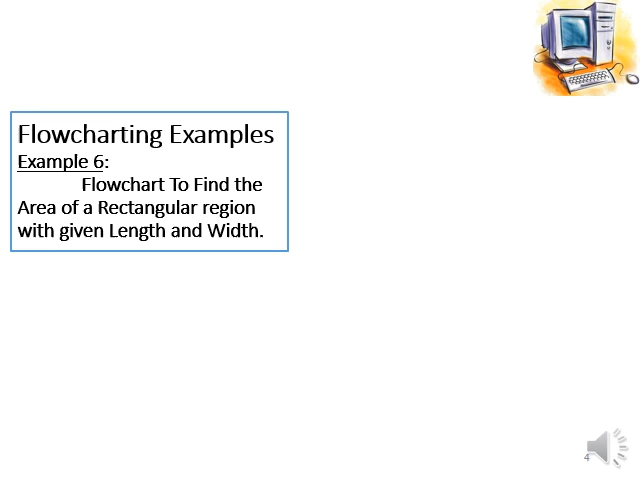 Flowcharting Examples
Example 6:
Flowchart To Find the
Area of a Rectangular region
with given Length and Width.
4